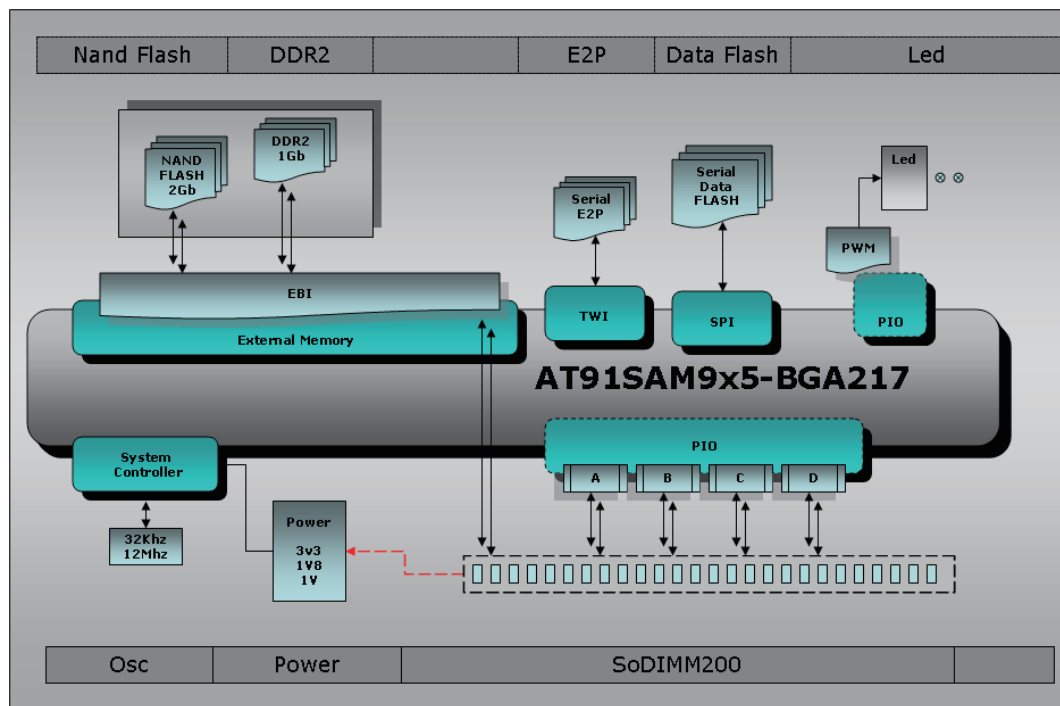 Nand Flash
DDR2
E2P
Data Flash
Led
NAND
FLASH
2Gb
DDR2
1Gb
Serial
E2P
Serial
Data
FLASH
Led
PWM
EBI
External Memory
TWI
SPI
PIO
AT91SAM9x5-BGA217
System
Controller
PIO
A
B
C
D
32Khz
12Mhz
Power
3v3
1V8
1V
Osc
Power
SoDIMM200